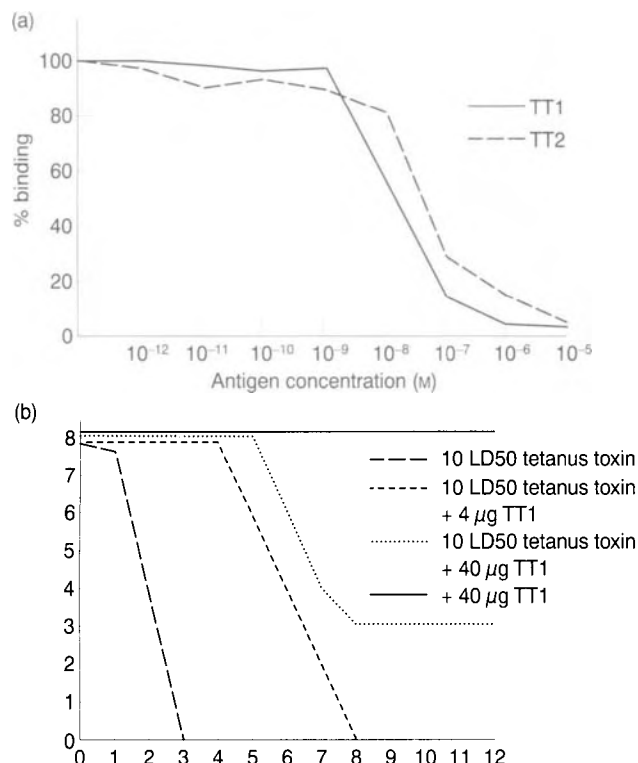 (a)
100
80
60
40
20
0
% binding
TT1
TT2
10⁻¹² 10⁻¹¹ 10⁻¹⁰ 10⁻⁹ 10⁻⁸ 10⁻⁷ 10⁻⁶ 10⁻⁵
Antigen concentration (M)
(b)
8
7
6
5
4
3
2
1
0
10 LD50 tetanus toxin
10 LD50 tetanus toxin
+ 4 µg TT1
10 LD50 tetanus toxin
+ 40 µg TT1
+ 40 µg TT1
0 1 2 3 4 5 6 7 8 9 10 11 12